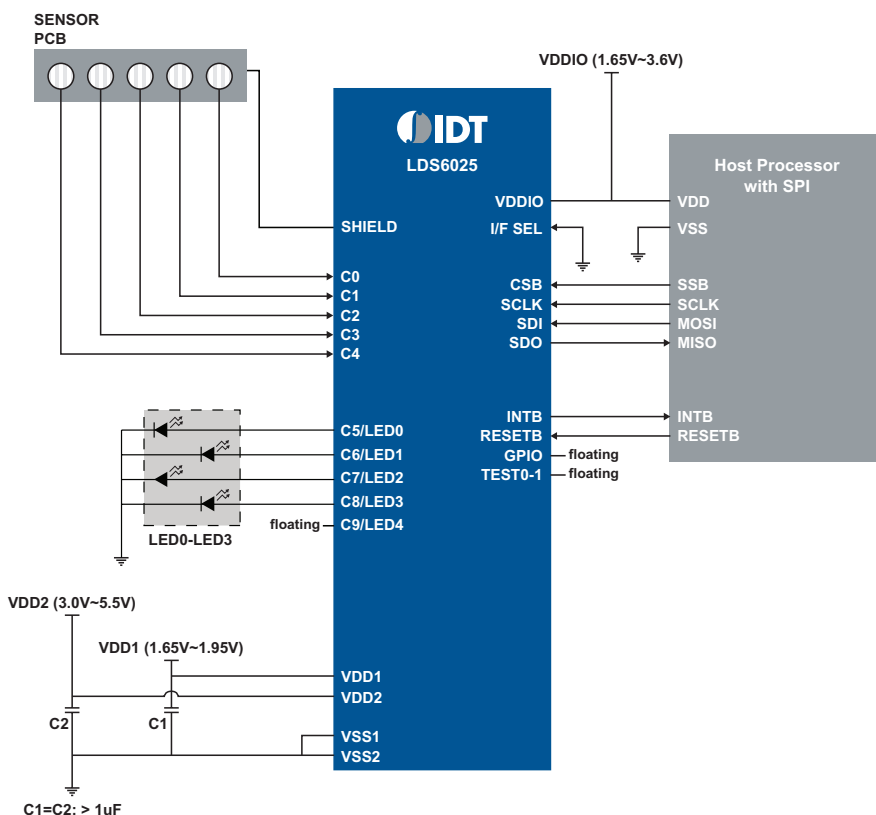 SENSOR
PCB
VDDIO (1.65V~3.6V)
IDT
LDS6025
Host Processor
with SPI
VDDIO
VDD
SHIELD
I/F SEL
VSS
C0
CSB
SSB
C1
SCLK
SCLK
C2
SDI
MOSI
C3
SDO
MISO
C4
INTB
INTB
C5/LED0
RESETB
RESETB
C6/LED1
GPIO
floating
C7/LED2
TEST0-1
floating
C8/LED3
floating
C9/LED4
LED0-LED3
VDD2 (3.0V~5.5V)
VDD1 (1.65V~1.95V)
VDD1
VDD2
C2
C1
VSS1
VSS2
C1=C2: > 1uF